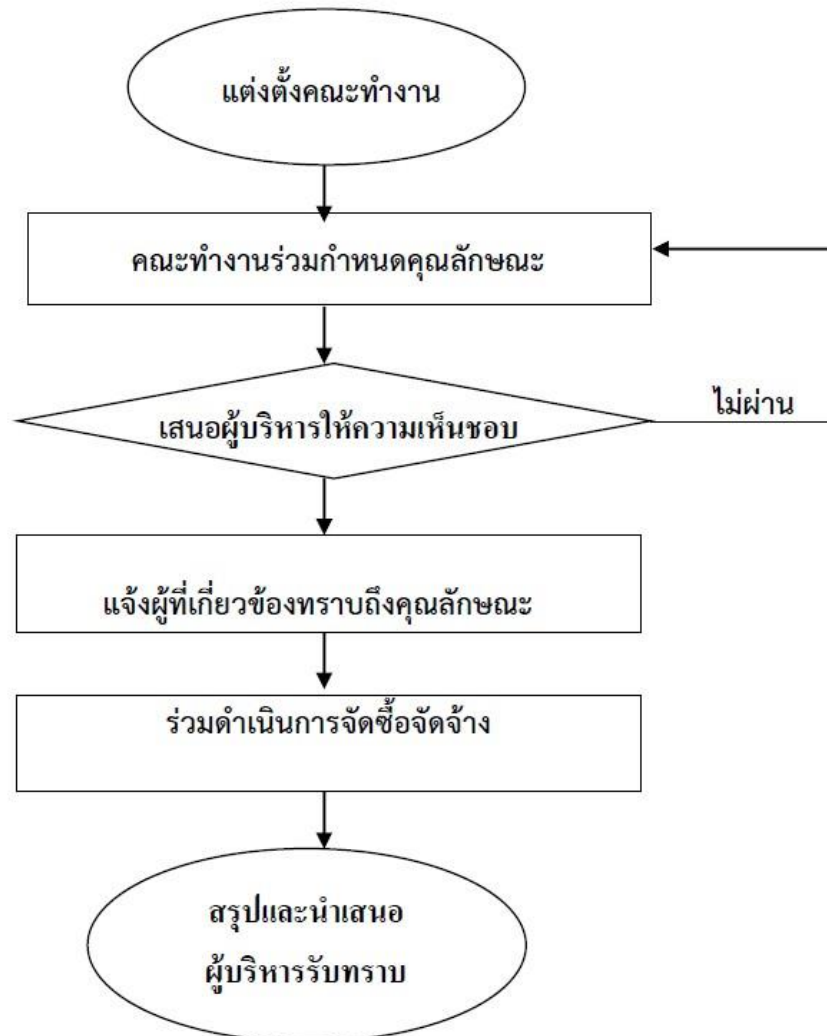 แต่งตั้งคณะทำงาน
คณะทำงานร่วมกำหนดคุณลักษณะ
เสนอผู้บริหารให้ความเห็นชอบ
ไม่ผ่าน
แจ้งผู้ที่เกี่ยวข้องทราบถึงคุณลักษณะ
ร่วมดำเนินการจัดซื้อจัดจ้าง
สรุปและนำเสนอ
ผู้บริหารรับทราบ